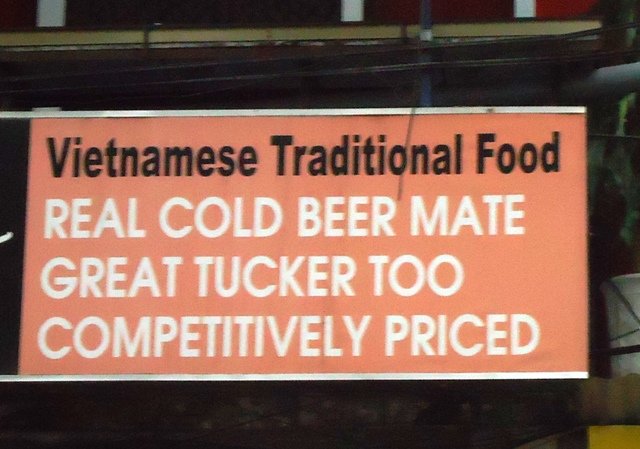 Vietnamese Traditional Food
REAL COLD BEER MATE
GREAT TUCKER TOO
COMPETITIVELY PRICED